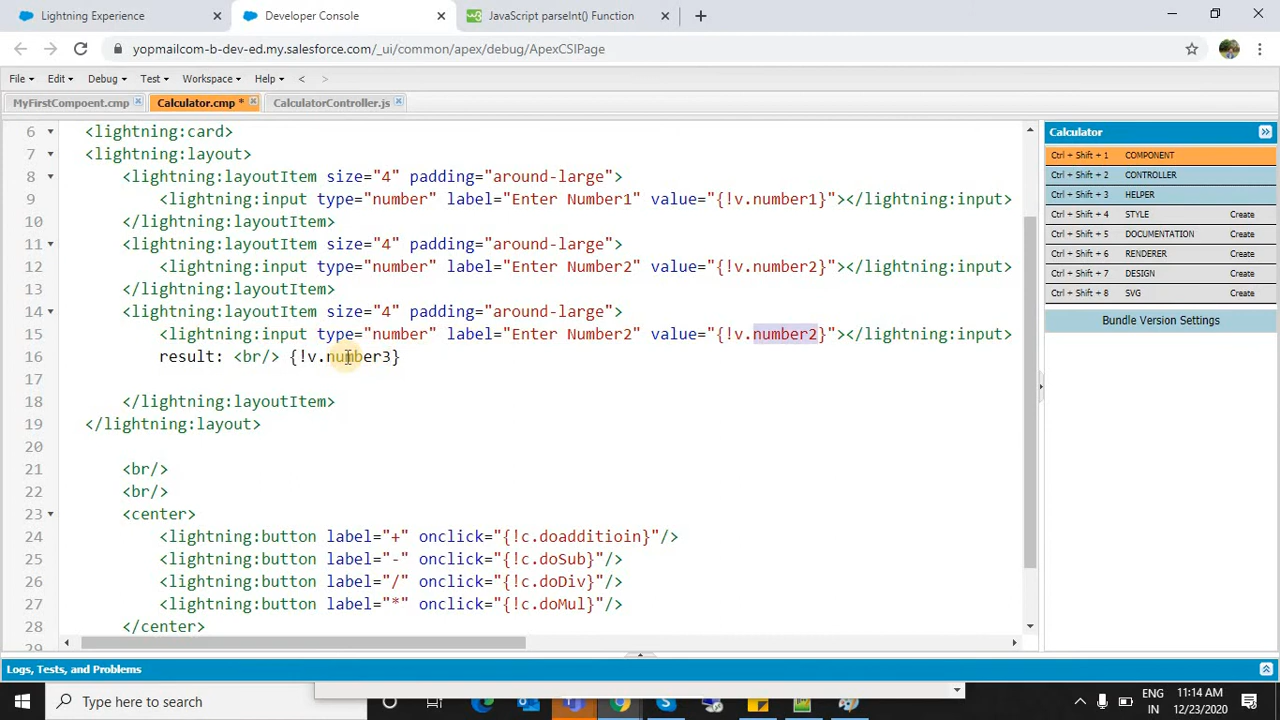 Lightning Experience
Developer Console
JavaScript parseInt() Function
yopmailcom-b-dev-ed.my.salesforce.com/_ui/common/apex/debug/ApexCSIPage
File Edit Debug Test Workspace Help < >
MyFirstCompoent.cmp Calculator.cmp * CalculatorController.js
6 <lightning:card>
7 <lightning:layout>
8 <lightning:layoutItem size="4" padding="around-large">
9 <lightning:input type="number" label="Enter Number1" value="{!v.number1}"></lightning:input>
10 </lightning:layoutItem>
11 <lightning:layoutItem size="4" padding="around-large">
12 <lightning:input type="number" label="Enter Number2" value="{!v.number2}"></lightning:input>
13 </lightning:layoutItem>
14 <lightning:layoutItem size="4" padding="around-large">
15 <lightning:input type="number" label="Enter Number2" value="{!v.number2}"></lightning:input>
16 result: <br/> {!v.number3}
17
18 </lightning:layoutItem>
19 </lightning:layout>
20
21 <br/>
22 <br/>
23 <center>
24 <lightning:button label="+" onclick="{!c.doadditioin}"/>
25 <lightning:button label="-" onclick="{!c.doSub}"/>
26 <lightning:button label="/" onclick="{!c.doDiv}"/>
27 <lightning:button label="*" onclick="{!c.doMul}"/>
28 </center>
29
Calculator
Ctrl + Shift + 1 COMPONENT
Ctrl + Shift + 2 CONTROLLER
Ctrl + Shift + 3 HELPER
Ctrl + Shift + 4 STYLE Create
Ctrl + Shift + 5 DOCUMENTATION Create
Ctrl + Shift + 6 RENDERER Create
Ctrl + Shift + 7 DESIGN Create
Ctrl + Shift + 8 SVG Create
Bundle Version Settings
Logs, Tests, and Problems
Type here to search
ENG
IN
11:14 AM
12/23/2020